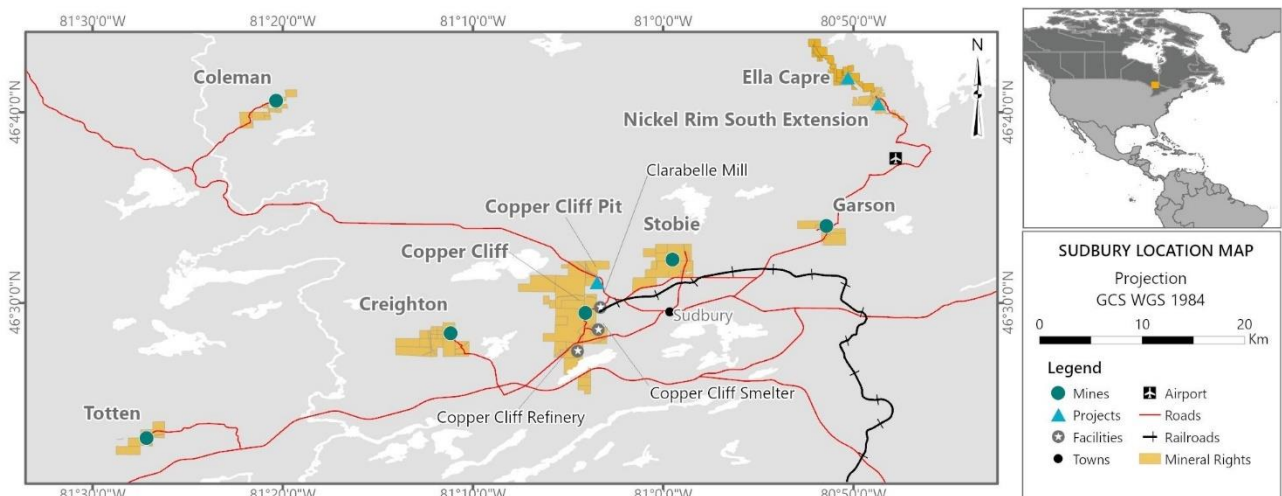 81°30'0"W
81°20'0"W
81°10'0"W
81°0'0"W
80°50'0"W
N
Coleman
Ella Capre
46°40'0"N
46°40'0"N
Nickel Rim South Extension
Clarabelle Mill
Copper Cliff Pit
Stobie
Garson
Copper Cliff
Creighton
46°30'0"N
46°30'0"N
Sudbury
Copper Cliff Smelter
Totten
Copper Cliff Refinery
81°30'0"W
81°20'0"W
81°10'0"W
81°0'0"W
80°50'0"W
SUDBURY LOCATION MAP
Projection
GCS WGS 1984
0 10 20
Km
Legend
Mines
Airport
Projects
Roads
Facilities
Railroads
Towns
Mineral Rights